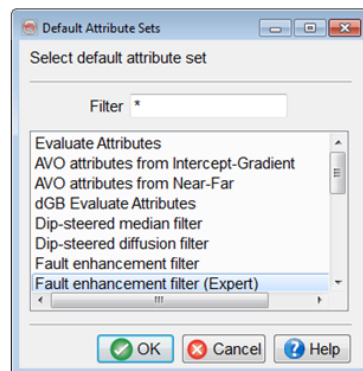 Default Attribute Sets
Select default attribute set
Filter *
Evaluate Attributes
AVO attributes from Intercept-Gradient
AVO attributes from Near-Far
dGB Evaluate Attributes
Dip-steered median filter
Dip-steered diffusion filter
Fault enhancement filter
Fault enhancement filter (Expert)
OK Cancel Help